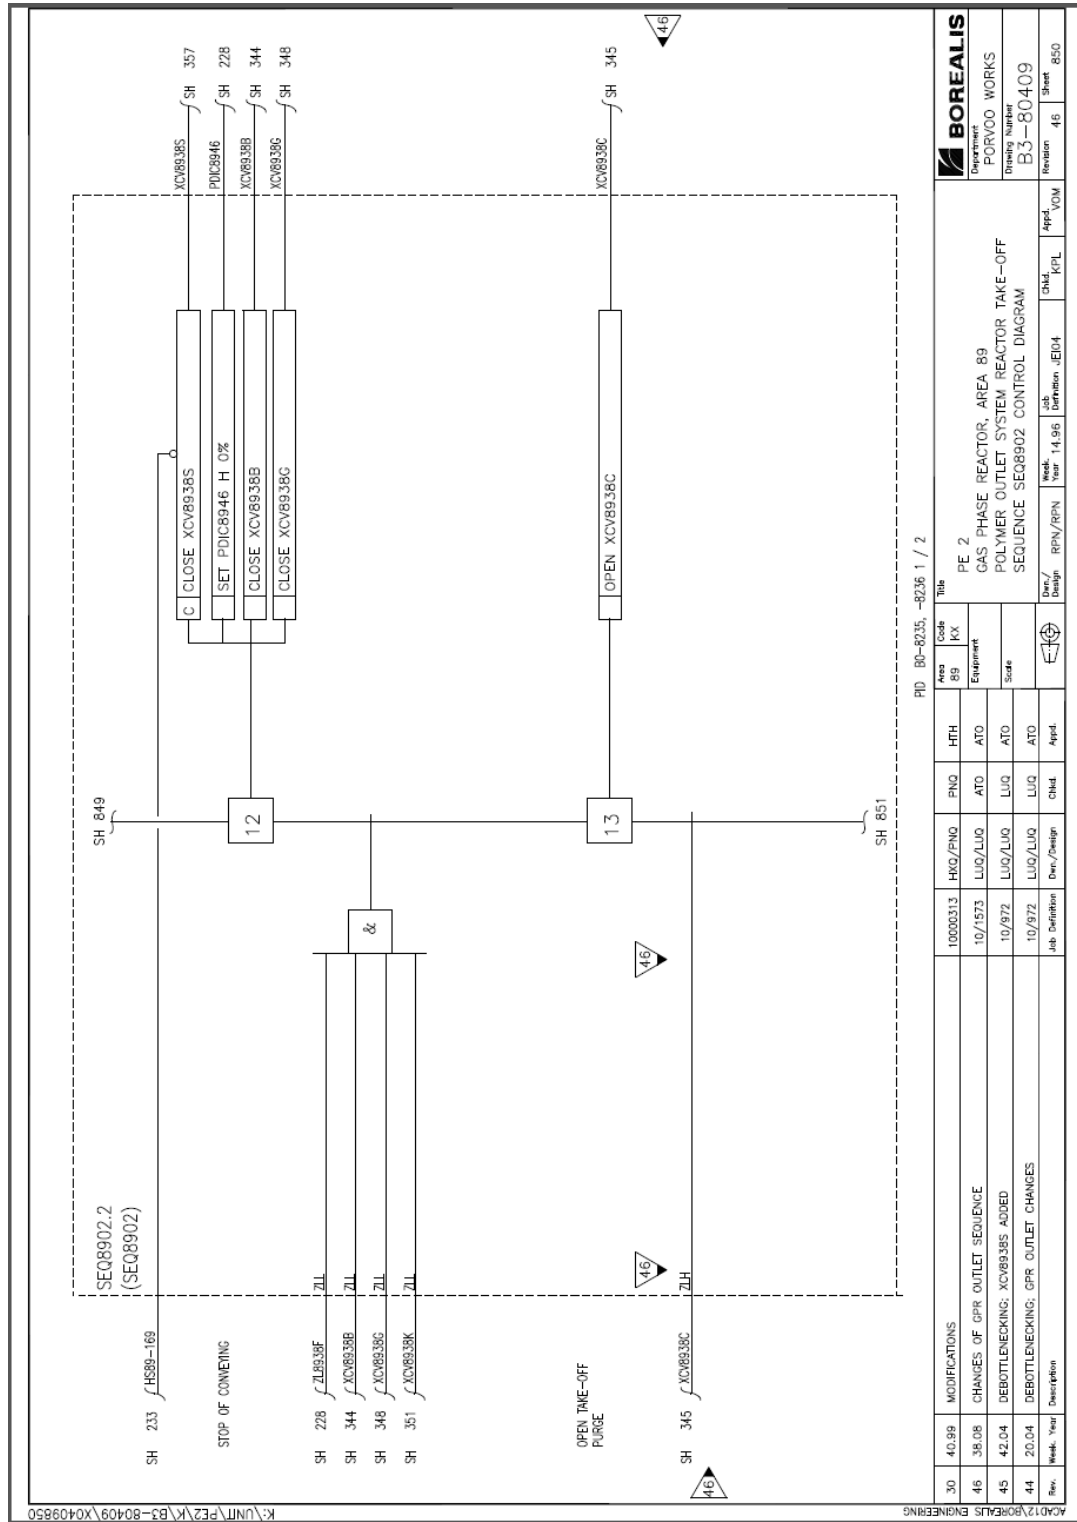 SEQ8902.2
(SEQ8902)
SH 849
SH 233 HS89-169
C CLOSE XCV8938S XCV8938S SH 357
STOP OF CONVEYING
12
SET PDIC8946 H 0% PDIC8946 SH 228
CLOSE XCV8938B XCV8938B SH 344
CLOSE XCV8938G XCV8938G SH 348
SH 228 ZL8938F ZLL
SH 344 XCV8938B ZLL
&
SH 348 XCV8938G ZLL
SH 351 XCV8938K ZLL
OPEN TAKE-OFF
PURGE
13
OPEN XCV8938C XCV8938C SH 345
46
46
46
46
SH 345 XCV8938C ZLH
SH 851
PID B0-8235, -8236 1 / 2
30 40.99 MODIFICATIONS 10000313 HXQ/PNQ PNQ HTH
46 38.08 CHANGES OF GPR OUTLET SEQUENCE 10/1573 LUQ/LUQ ATO ATO
45 42.04 DEBOTTLENECKING; XCV8938S ADDED 10/972 LUQ/LUQ LUQ ATO
44 20.04 DEBOTTLENECKING; GPR OUTLET CHANGES 10/972 LUQ/LUQ LUQ ATO
Rev. Week. Year Description Job Definition Dwn./Design Chkd. Appd.
Area
89
Code
KX
Equipment
Scale
Title
PE 2
GAS PHASE REACTOR, AREA 89
POLYMER OUTLET SYSTEM REACTOR TAKE-OFF
SEQUENCE SEQ8902 CONTROL DIAGRAM
Dwn./
Design RPN/RPN
Week.
Year 14.96
Job
Definition JEI04
Chkd.
KPL
Appd.
VOM
BOREALIS
Department
PORVOO WORKS
Drawing Number
B3-80409
Revision
46
Sheet
850
K:\UNIT\PE2\K\B3-80409\X0409850
ACAD12\BOREALIS ENGINEERING